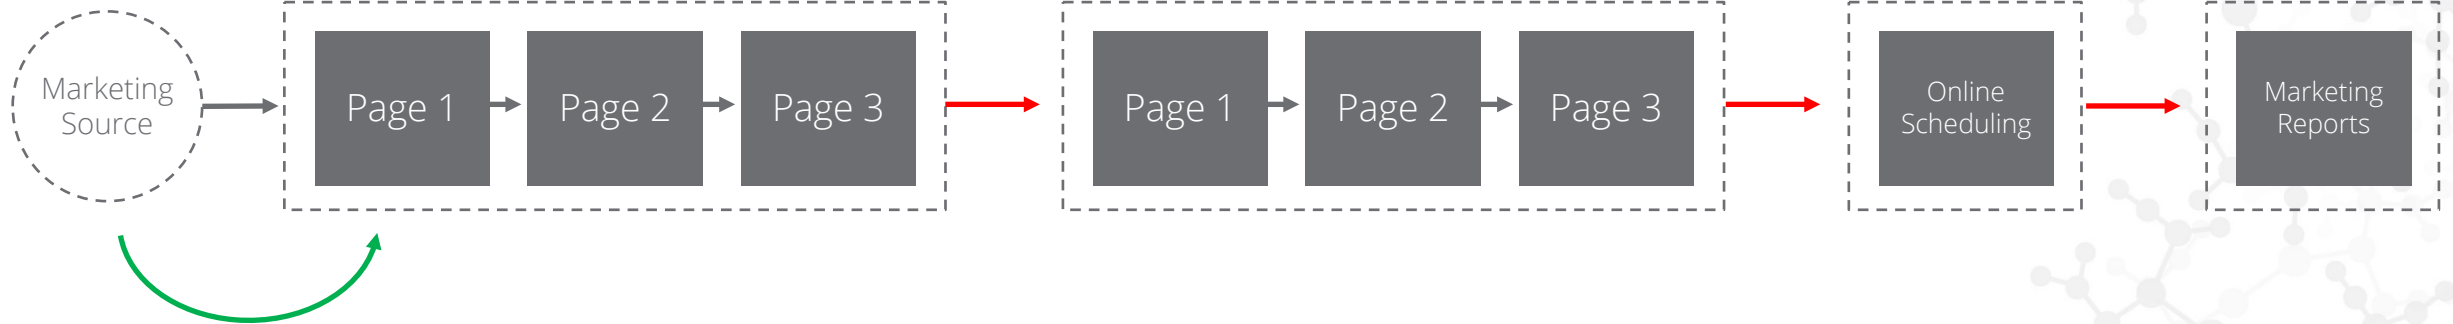 Marketing
Source
Page 1
Page 2
Page 3
Page 1
Page 2
Page 3
Online
Scheduling
Marketing
Reports